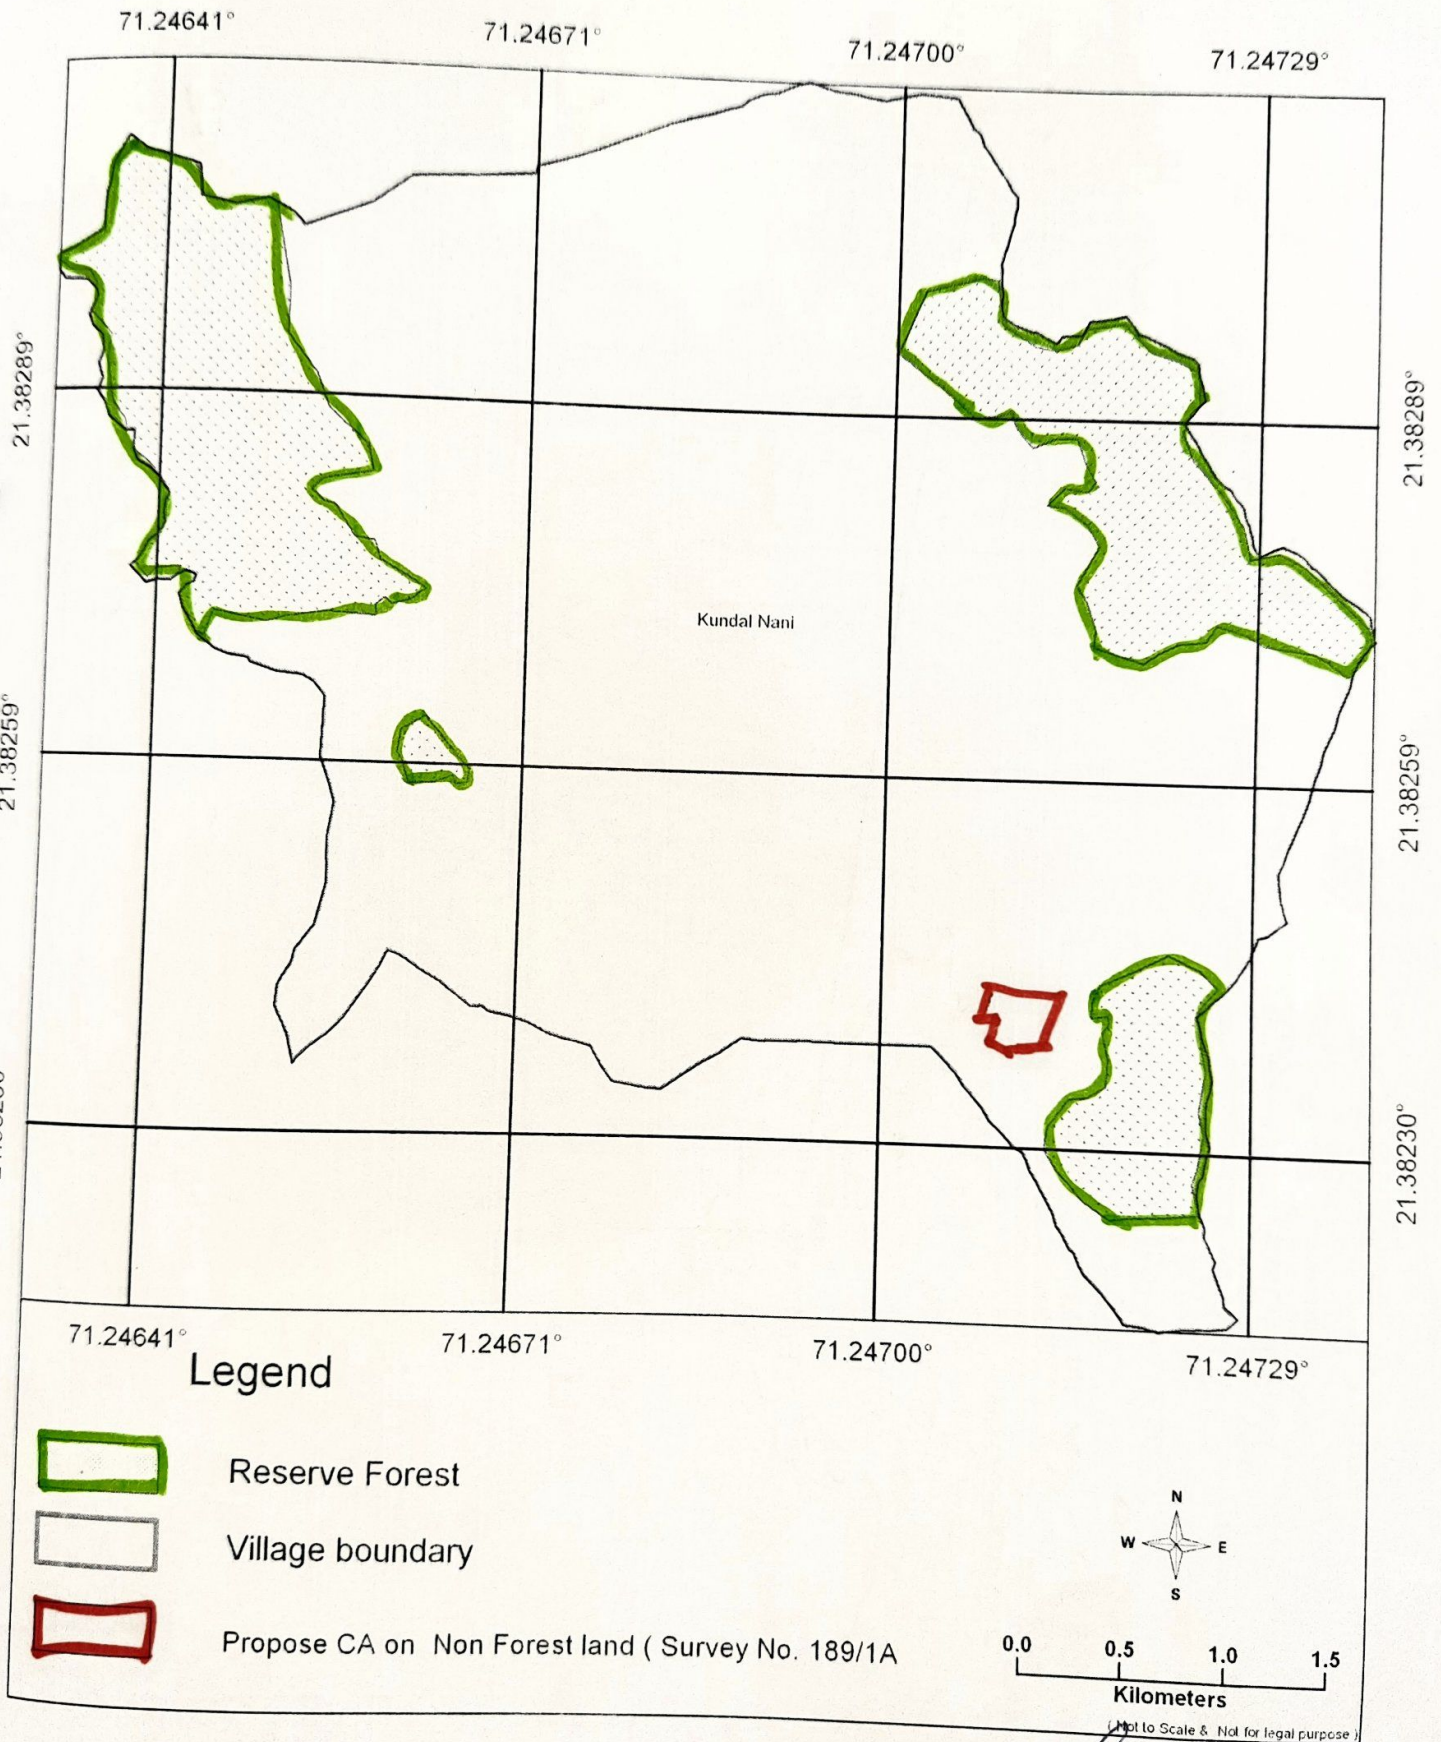 71.24641°
71.24671°
71.24700°
71.24729°
21.38289°
21.38289°
Kundal Nani
21.38259°
21.38259°
21.38230°
71.24641°
71.24671°
71.24700°
71.24729°
Legend
Reserve Forest
Village boundary
Propose CA on Non Forest land ( Survey No. 189/1A
N
W
E
S
0.0
0.5
1.0
1.5
Kilometers
( Not to Scale & Not for legal purpose )